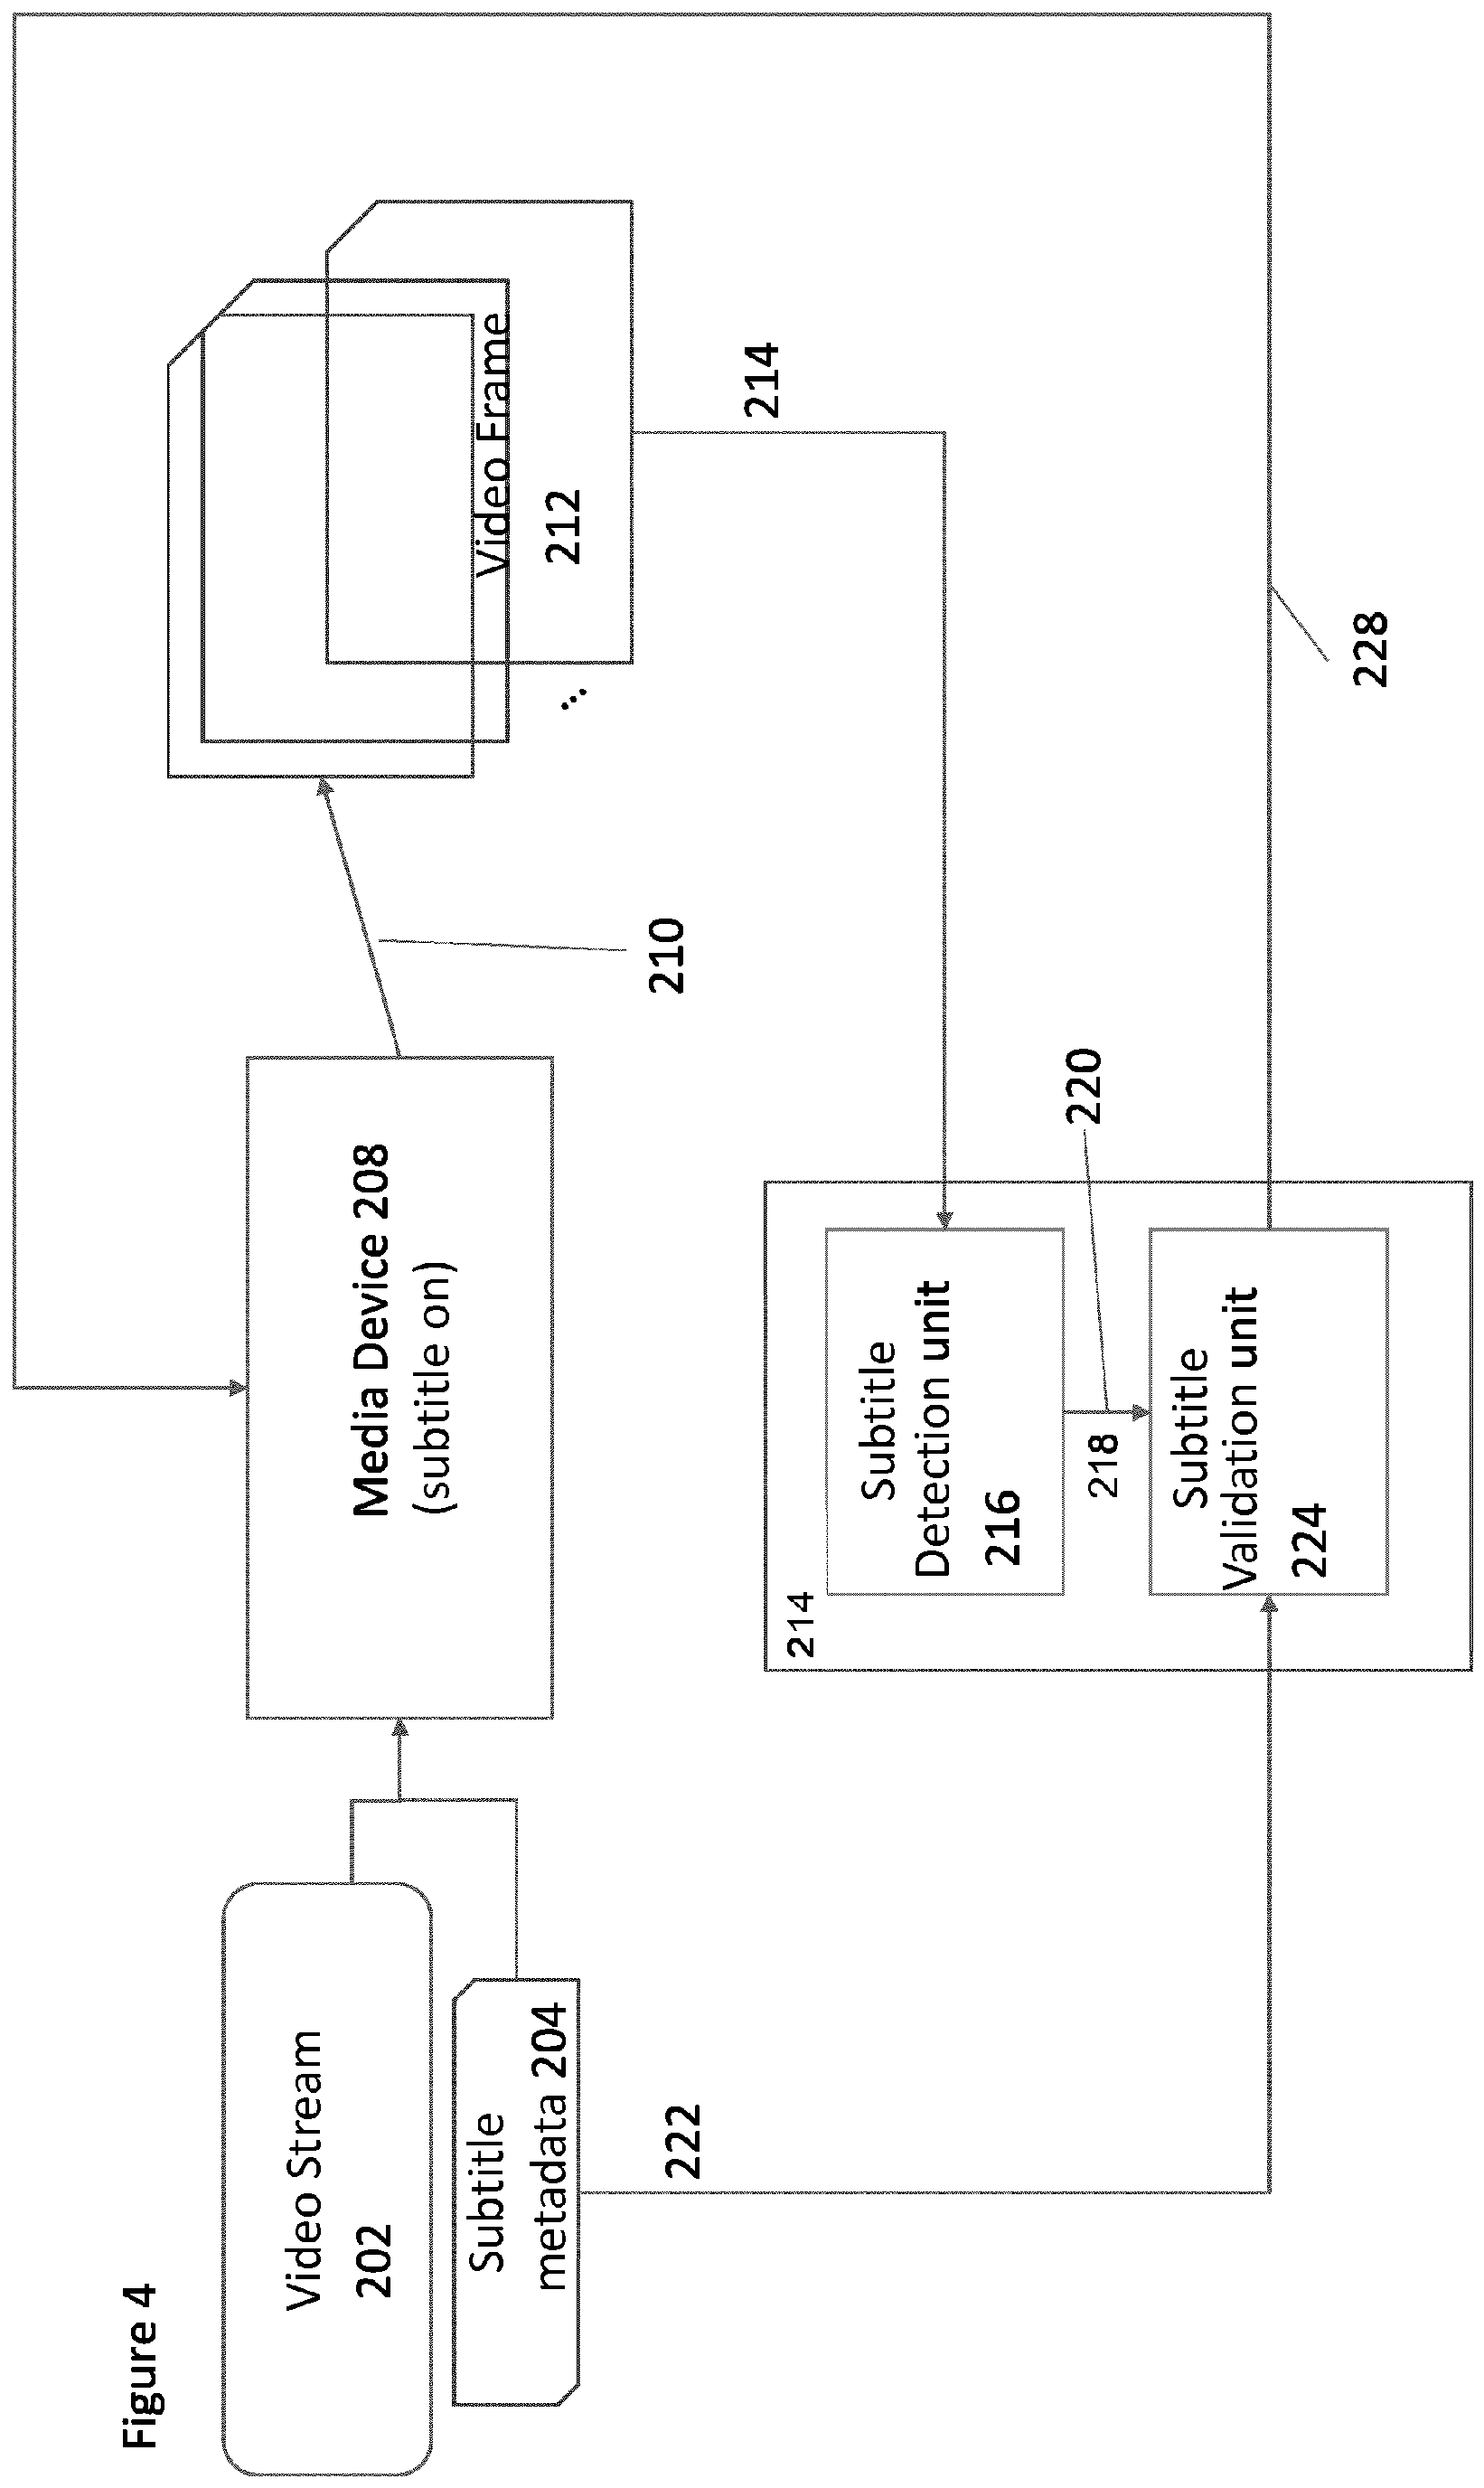 Figure 4
Video Stream
202
Subtitle
metadata 204
222
Media Device 208
(subtitle on)
210
Video Frame
212
...
214
214
Subtitle
Detection unit
216
218
220
Subtitle
Validation unit
224
228